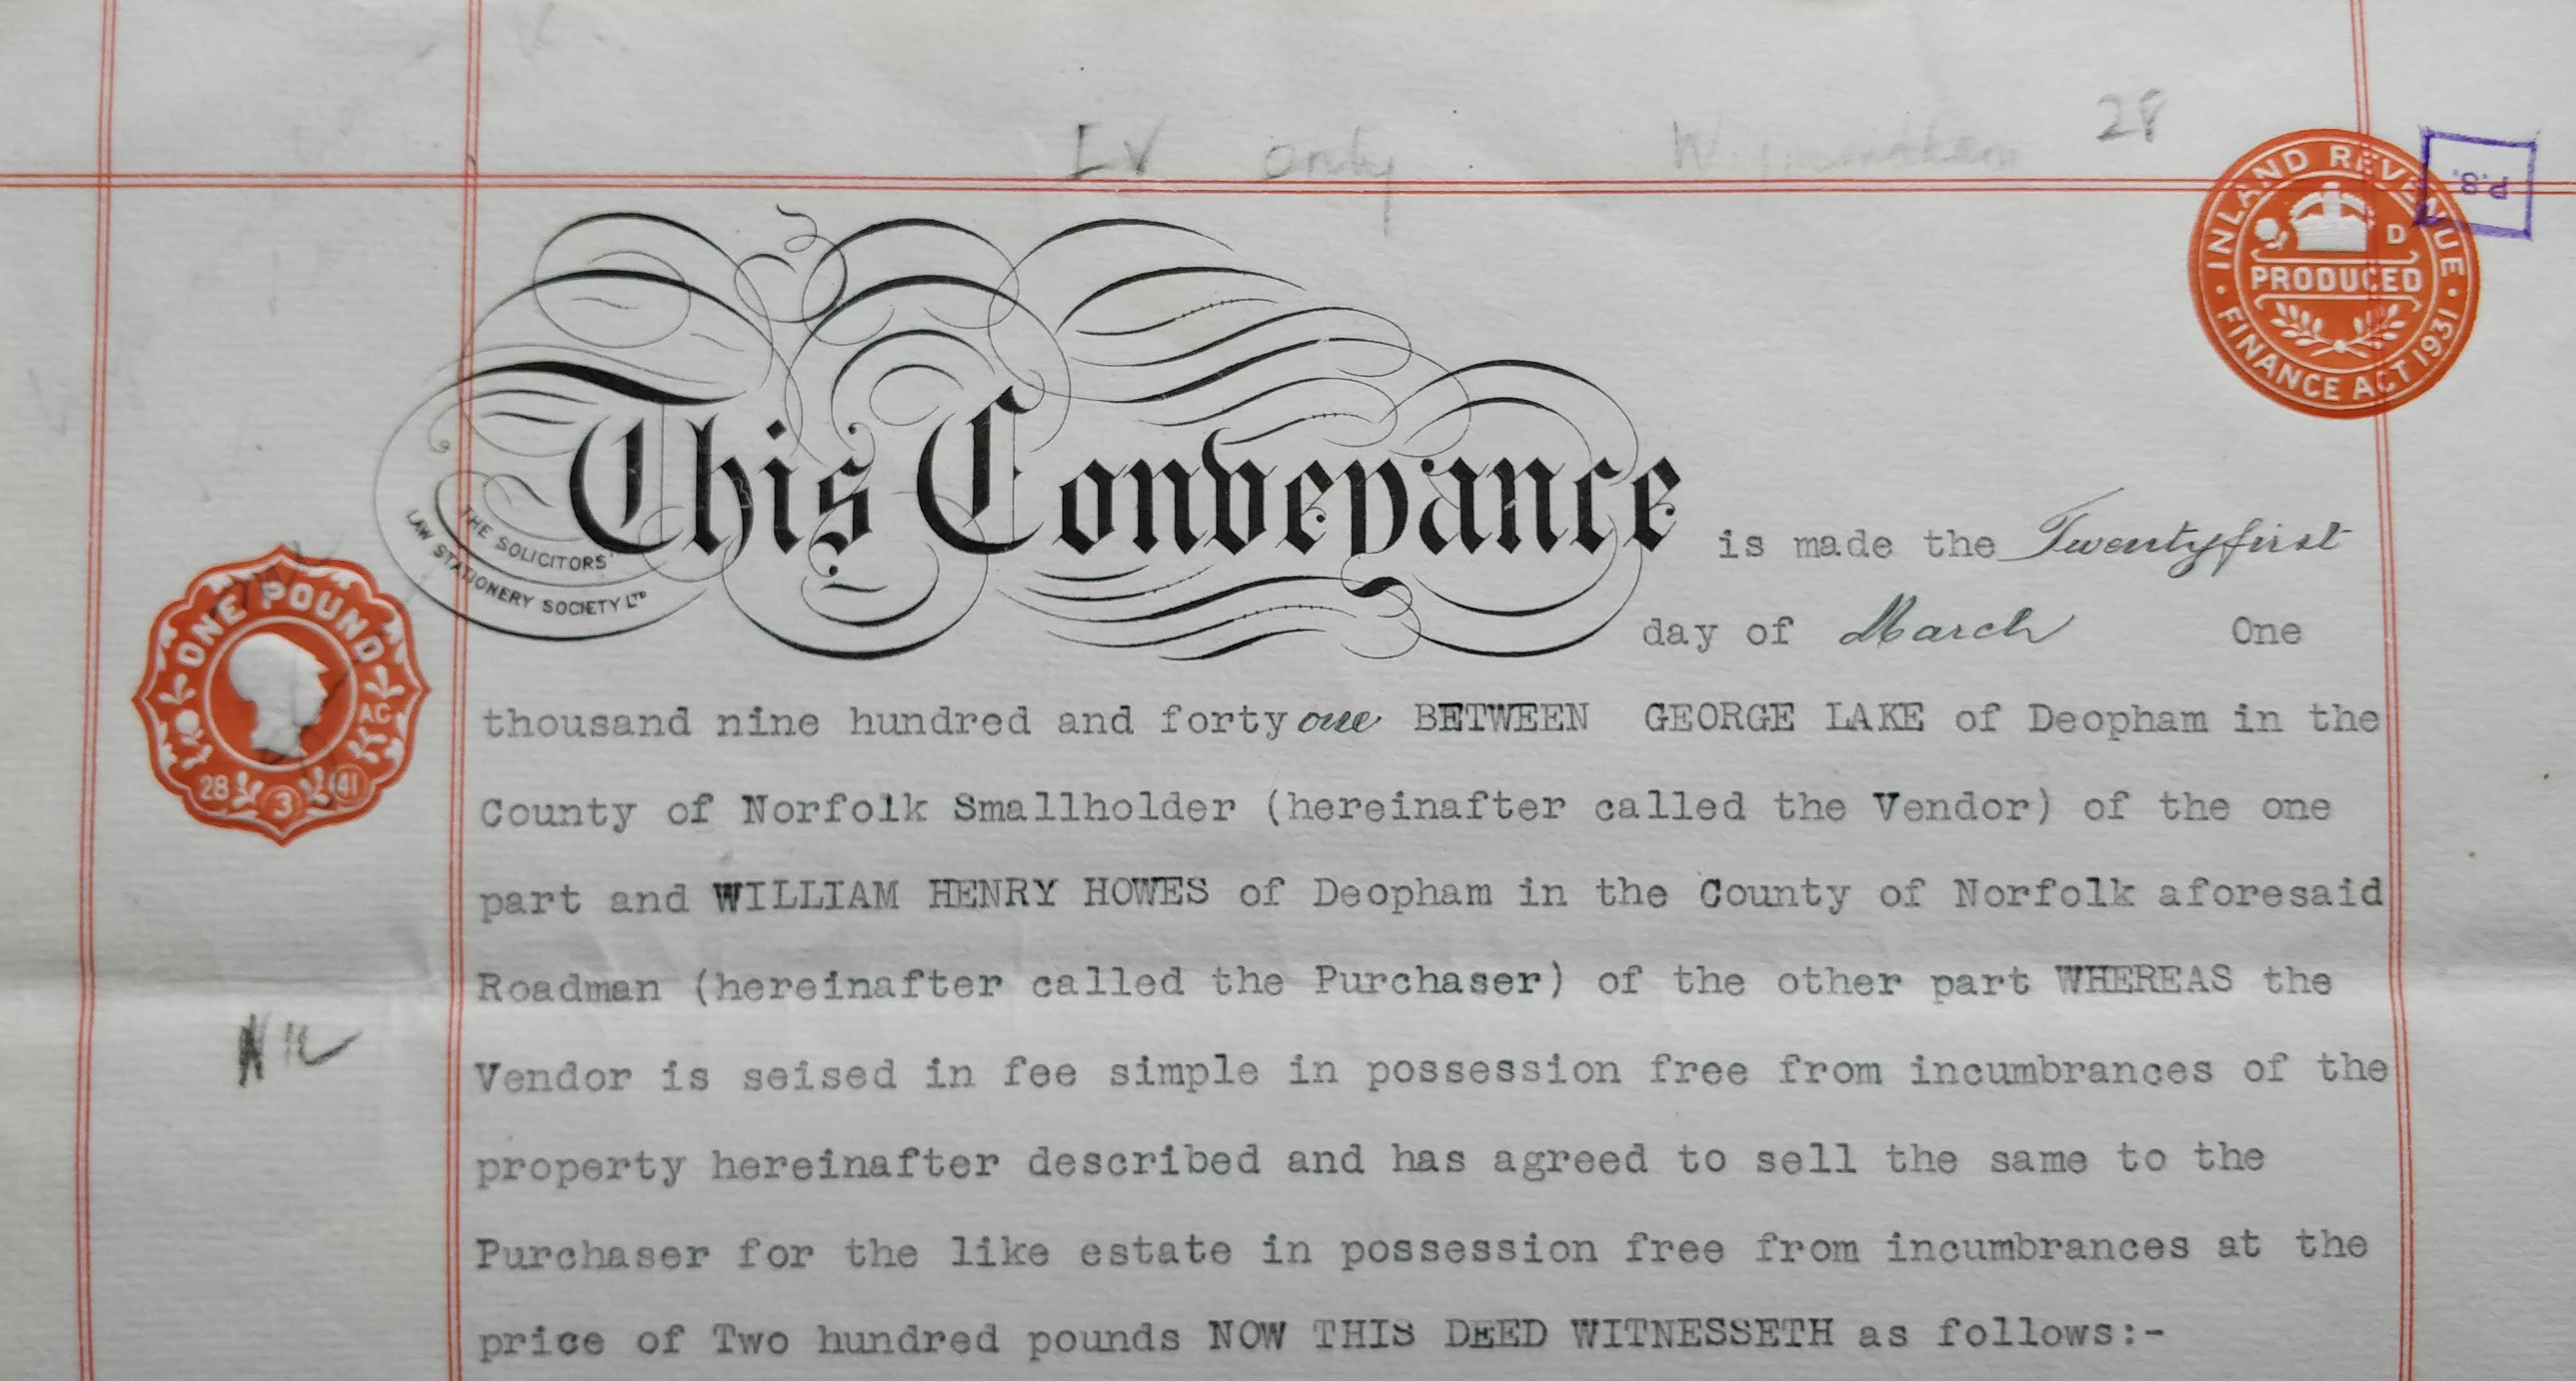 LV only 28
INLAND REVENUE
D
PRODUCED
FINANCE ACT 1931
P.S.
This Conveyance is made the Twentyfirst
THE SOLICITORS'
LAW STATIONERY SOCIETY LTD
day of March One
ONE POUND
AC
28 3 41
thousand nine hundred and forty one BETWEEN GEORGE LAKE of Deopham in the
County of Norfolk Smallholder (hereinafter called the Vendor) of the one
part and WILLIAM HENRY HOWES of Deopham in the County of Norfolk aforesaid
Roadman (hereinafter called the Purchaser) of the other part WHEREAS the
Nil
Vendor is seised in fee simple in possession free from incumbrances of the
property hereinafter described and has agreed to sell the same to the
Purchaser for the like estate in possession free from incumbrances at the
price of Two hundred pounds NOW THIS DEED WITNESSETH as follows:-